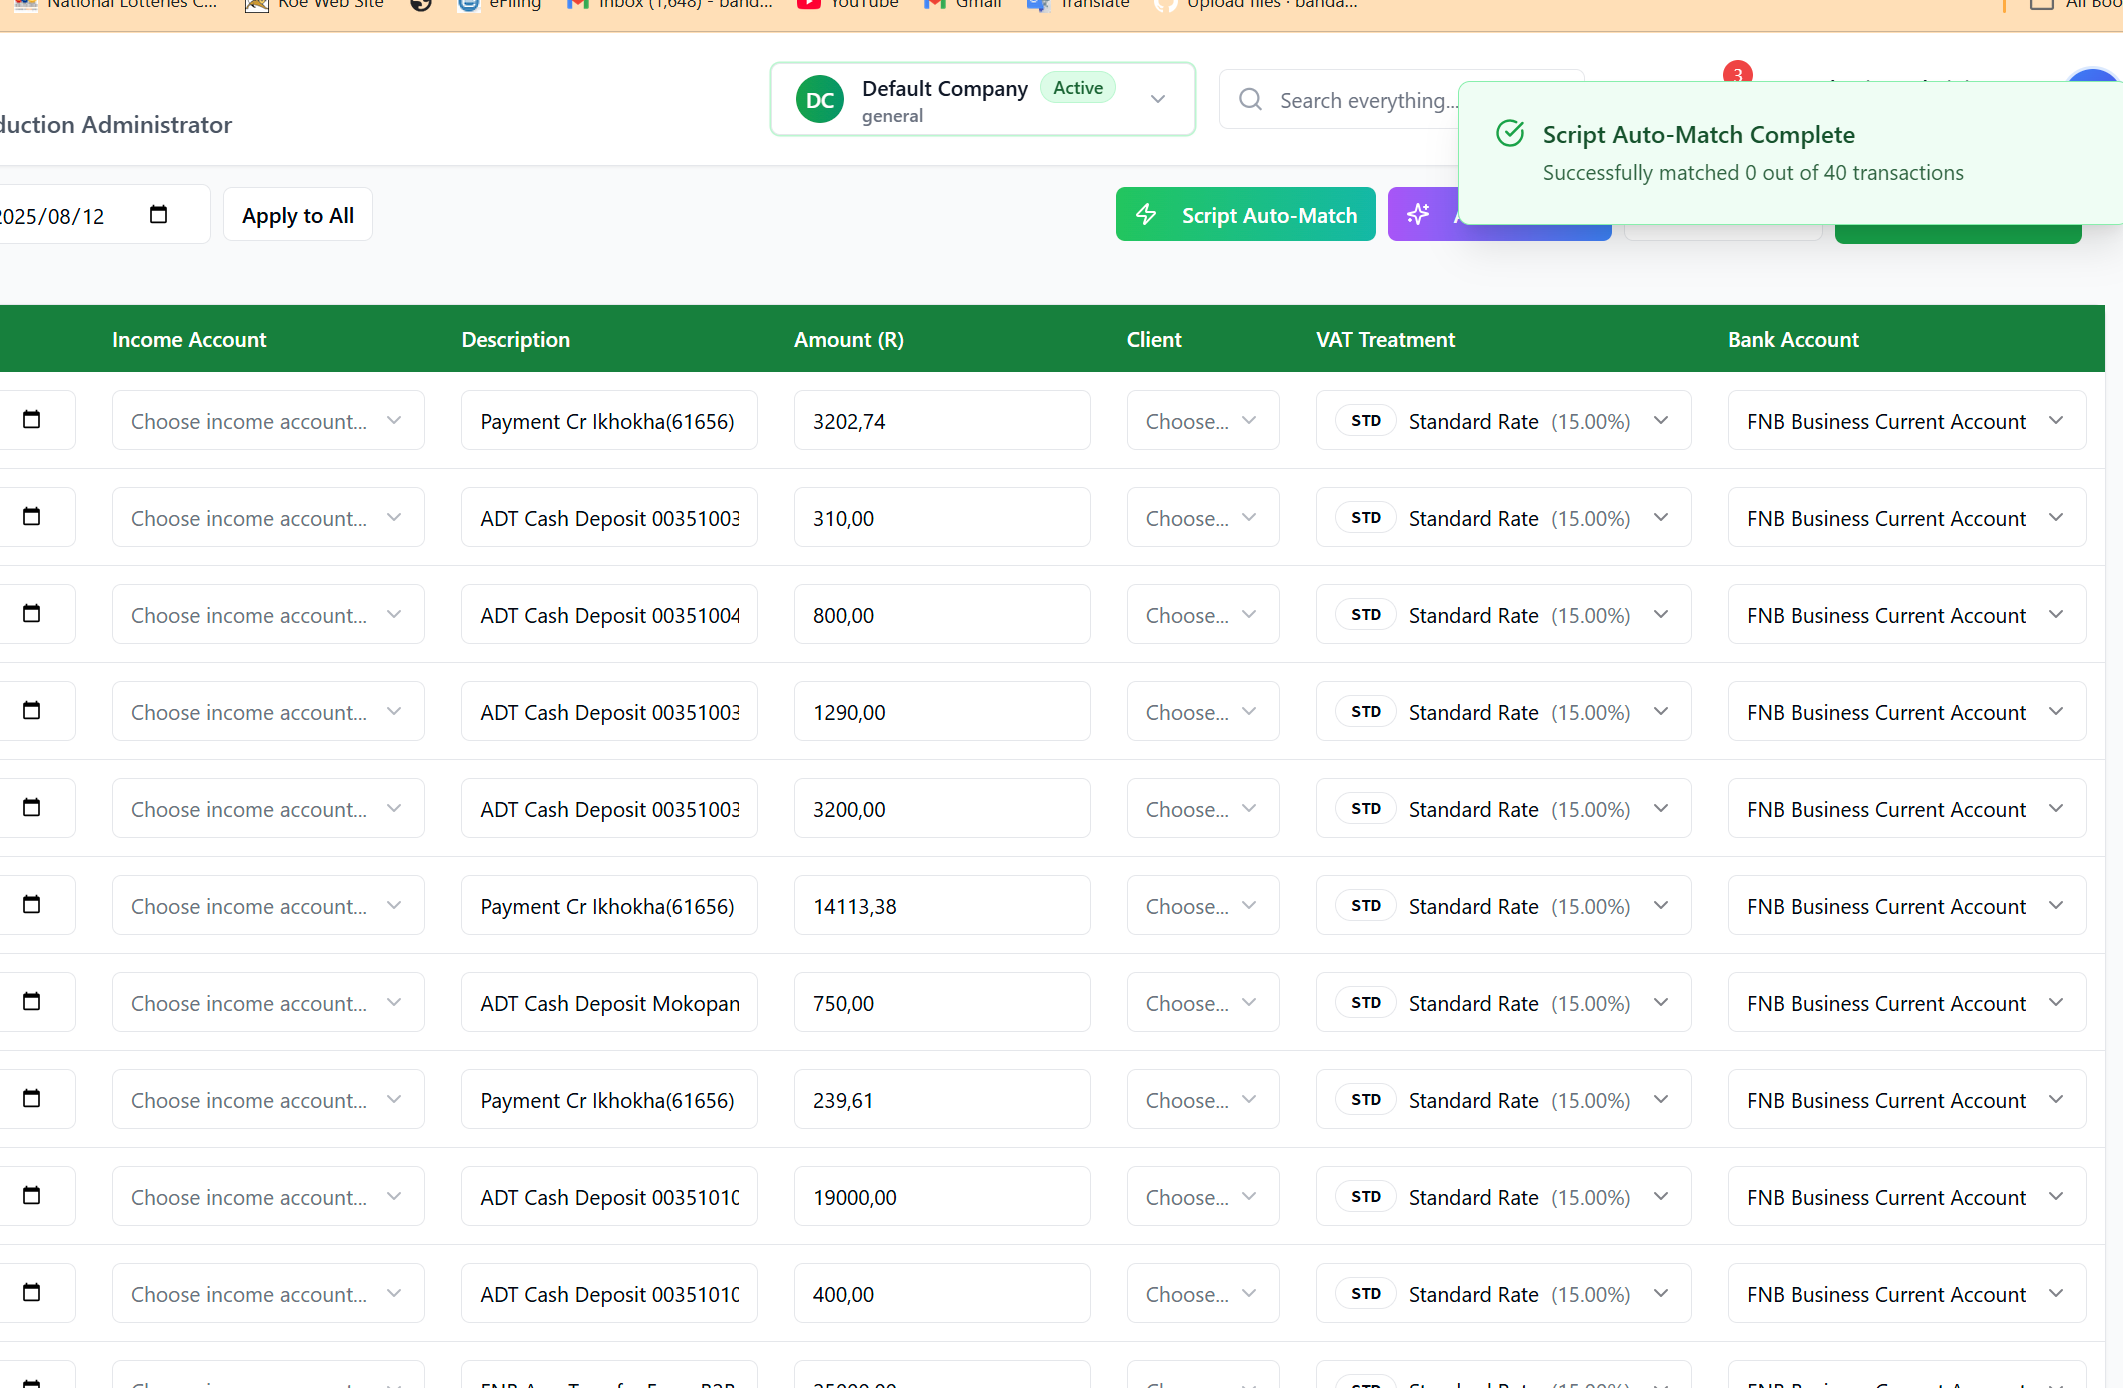 National Lotteries C...
Roe Web Site
eFiling
Inbox (1,648) - band...
YouTube
Gmail
Translate
Upload files · banda...
All Boo
duction Administrator
DC
Default Company
Active
general
Search everything...
3
Script Auto-Match Complete
Successfully matched 0 out of 40 transactions
2025/08/12
Apply to All
Script Auto-Match
Income Account Description Amount (R) Client VAT Treatment Bank Account
Choose income account... Payment Cr Ikhokha(61656) 3202,74 Choose... STD Standard Rate (15.00%) FNB Business Current Account
Choose income account... ADT Cash Deposit 00351003 310,00 Choose... STD Standard Rate (15.00%) FNB Business Current Account
Choose income account... ADT Cash Deposit 00351004 800,00 Choose... STD Standard Rate (15.00%) FNB Business Current Account
Choose income account... ADT Cash Deposit 00351003 1290,00 Choose... STD Standard Rate (15.00%) FNB Business Current Account
Choose income account... ADT Cash Deposit 00351003 3200,00 Choose... STD Standard Rate (15.00%) FNB Business Current Account
Choose income account... Payment Cr Ikhokha(61656) 14113,38 Choose... STD Standard Rate (15.00%) FNB Business Current Account
Choose income account... ADT Cash Deposit Mokopan 750,00 Choose... STD Standard Rate (15.00%) FNB Business Current Account
Choose income account... Payment Cr Ikhokha(61656) 239,61 Choose... STD Standard Rate (15.00%) FNB Business Current Account
Choose income account... ADT Cash Deposit 00351010 19000,00 Choose... STD Standard Rate (15.00%) FNB Business Current Account
Choose income account... ADT Cash Deposit 00351010 400,00 Choose... STD Standard Rate (15.00%) FNB Business Current Account